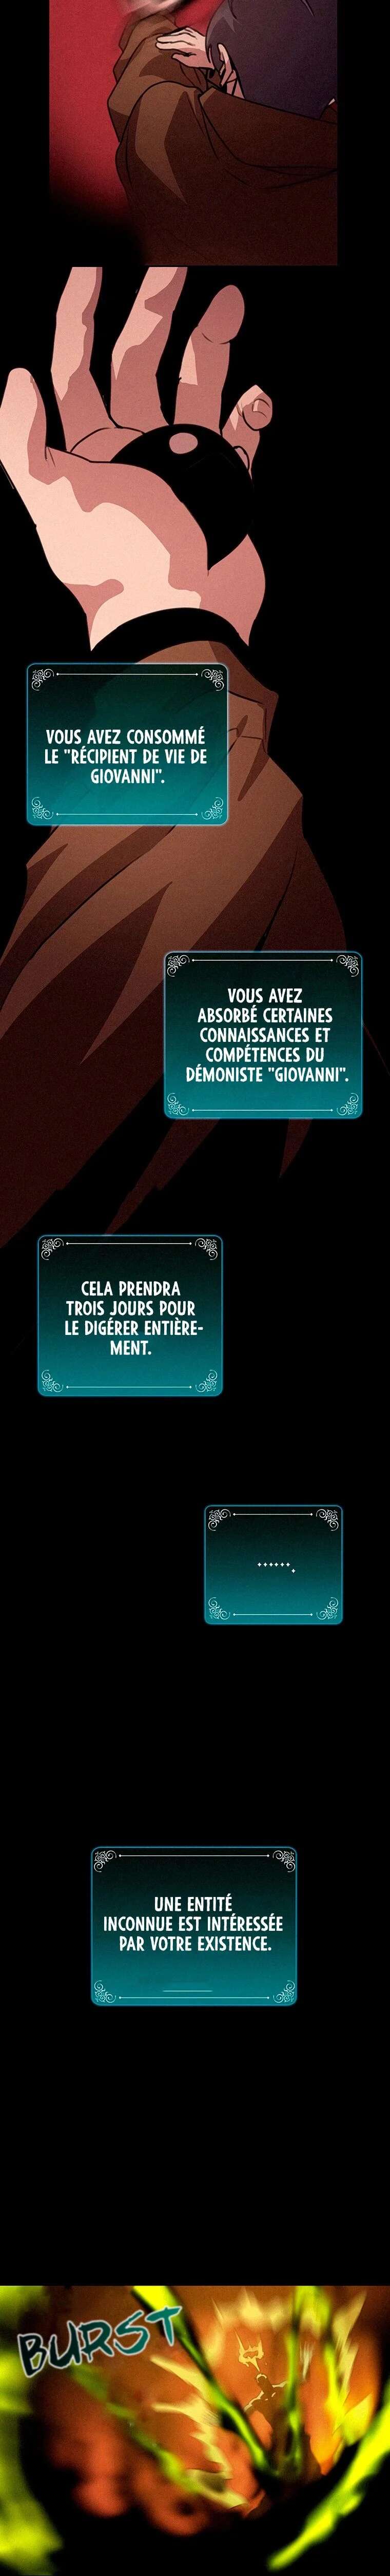 VOUS AVEZ CONSOMMÉ
LE "RÉCIPIENT DE VIE DE
GIOVANNI".
VOUS AVEZ
ABSORBÉ CERTAINES
CONNAISSANCES ET
COMPÉTENCES DU
DÉMONISTE "GIOVANNI".
CELA PRENDRA
TROIS JOURS POUR
LE DIGÉRER ENTIÈRE-
MENT.
.......
UNE ENTITÉ
INCONNUE EST INTÉRESSÉE
PAR VOTRE EXISTENCE.
BURST